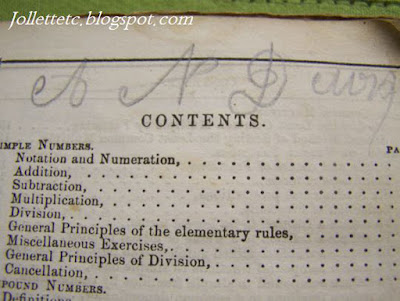 Jollettetc.blogspot.com
A N. D
CONTENTS.
IMPLE NUMBERS. PA
Notation and Numeration, . . . . . . . . . . . . .
Addition, . . . . . . . . . . . . . . . . . . . .
Subtraction, . . . . . . . . . . . . . . . . . . .
Multiplication, . . . . . . . . . . . . . . . . . .
Division, . . . . . . . . . . . . . . . . . . . .
General Principles of the elementary rules, . . . . . .
Miscellaneous Exercises, . . . . . . . . . . . . . .
General Principles of Division, . . . . . . . . . . .
Cancellation, . . . . . . . . . . . . . . . . . . .
POUND NUMBERS.
Definitions